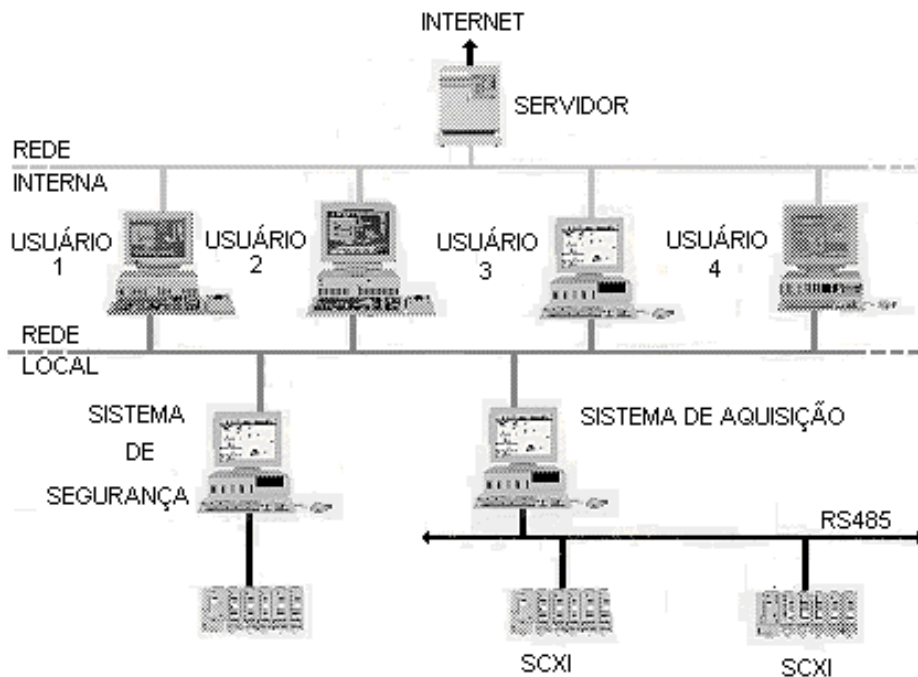 INTERNET
SERVIDOR
REDE
INTERNA
USUÁRIO
1
USUÁRIO
2
USUÁRIO
3
USUÁRIO
4
REDE
LOCAL
SISTEMA
DE
SEGURANÇA
SISTEMA DE AQUISIÇÃO
RS485
SCXI
SCXI